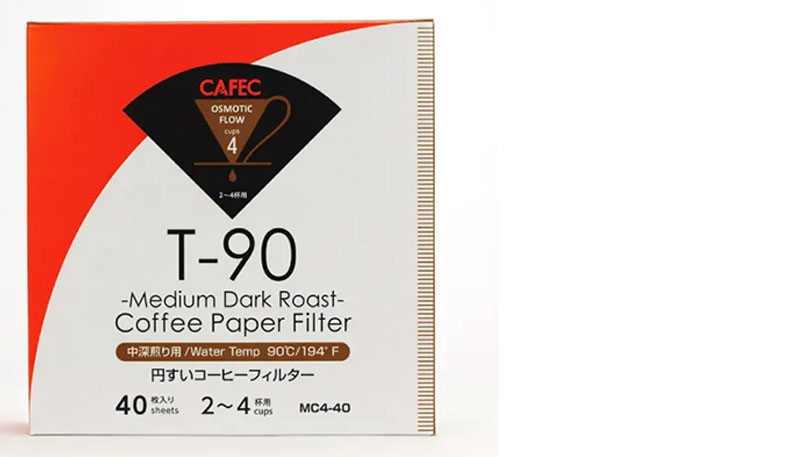 CAFEC
OSMOTIC
FLOW
cups
4
2～4杯用
T-90
-Medium Dark Roast-
Coffee Paper Filter
中深煎り用/Water Temp 90℃/194°F
円すいコーヒーフィルター
40 枚入り sheets 2～4 杯用 cups MC4-40